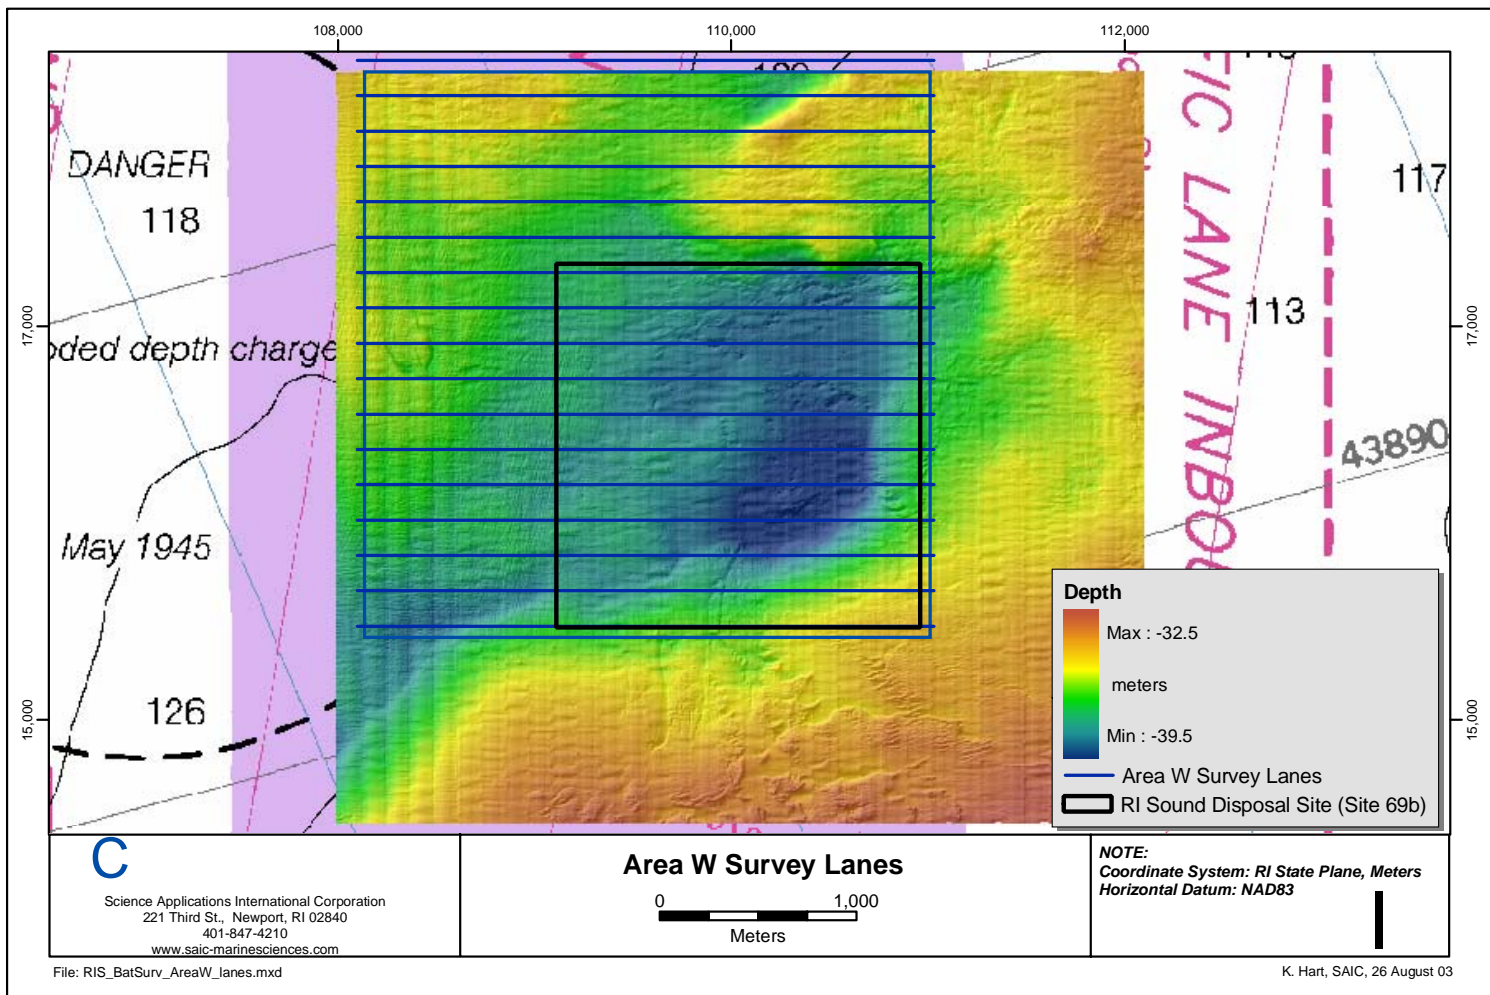 108,000
110,000
112,000
120
DANGER
118
117
FIC LANE INBO
17,000
17,000
113
oded depth charge
43890
May 1945
126
15,000
15,000
Depth
Max : -32.5
meters
Min : -39.5
Area W Survey Lanes
RI Sound Disposal Site (Site 69b)
C
Science Applications International Corporation
221 Third St., Newport, RI 02840
401-847-4210
www.saic-marinesciences.com
Area W Survey Lanes
0
1,000
Meters
NOTE:
Coordinate System: RI State Plane, Meters
Horizontal Datum: NAD83
File: RIS_BatSurv_AreaW_lanes.mxd
K. Hart, SAIC, 26 August 03